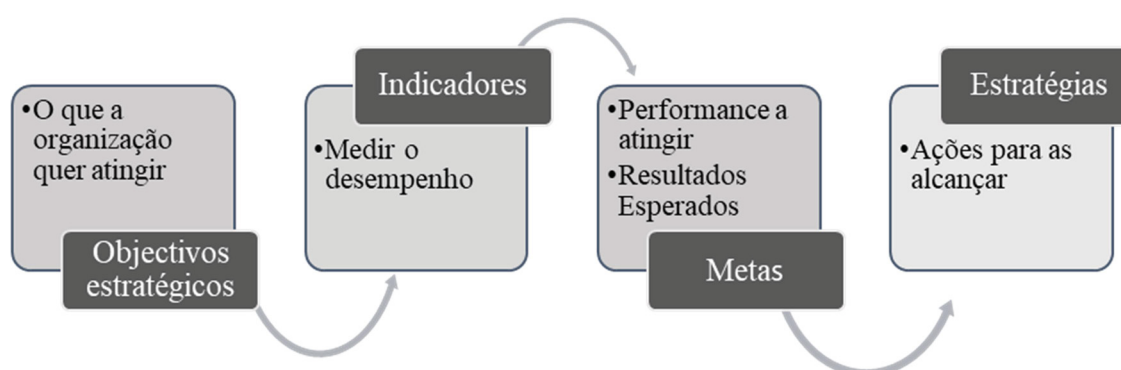 •O que a
organização
quer atingir
Objectivos
estratégicos
Indicadores
•Medir o
desempenho
•Performance a
atingir
•Resultados
Esperados
Metas
Estratégias
•Ações para as
alcançar